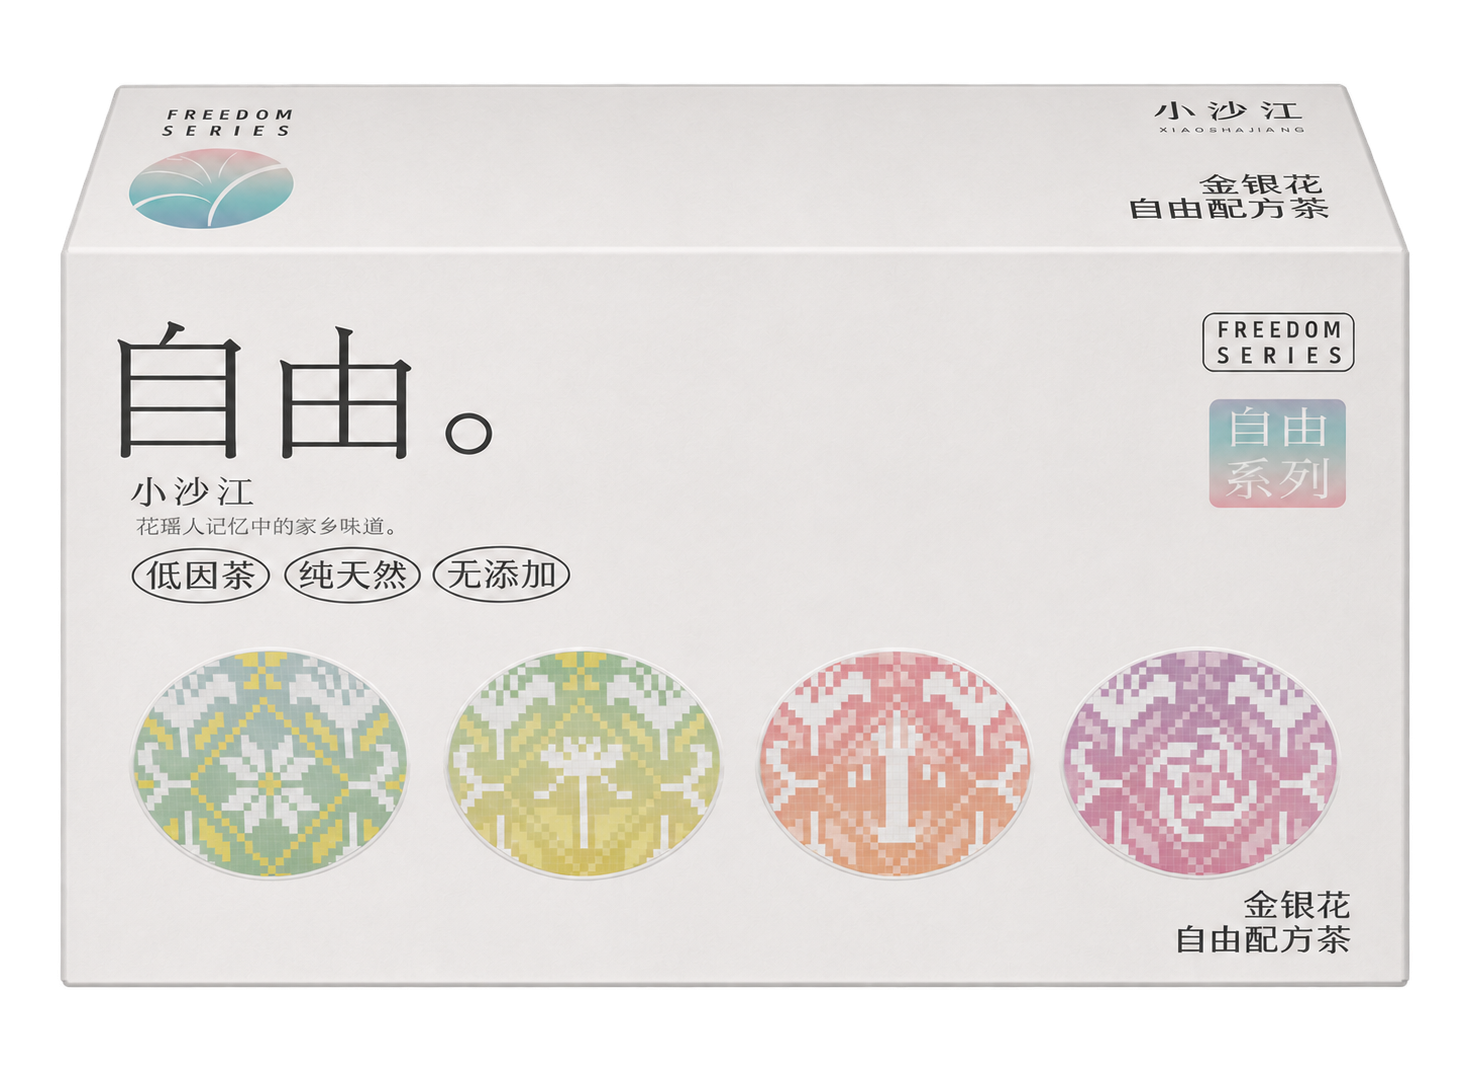 FREEDOM
SERIES
小沙江
XIAOSHAJIANG
金银花
自由配方茶
自由。
小沙江
花瑶人记忆中的家乡味道。
低因茶 纯天然 无添加
FREEDOM
SERIES
自由
系列
金银花
自由配方茶